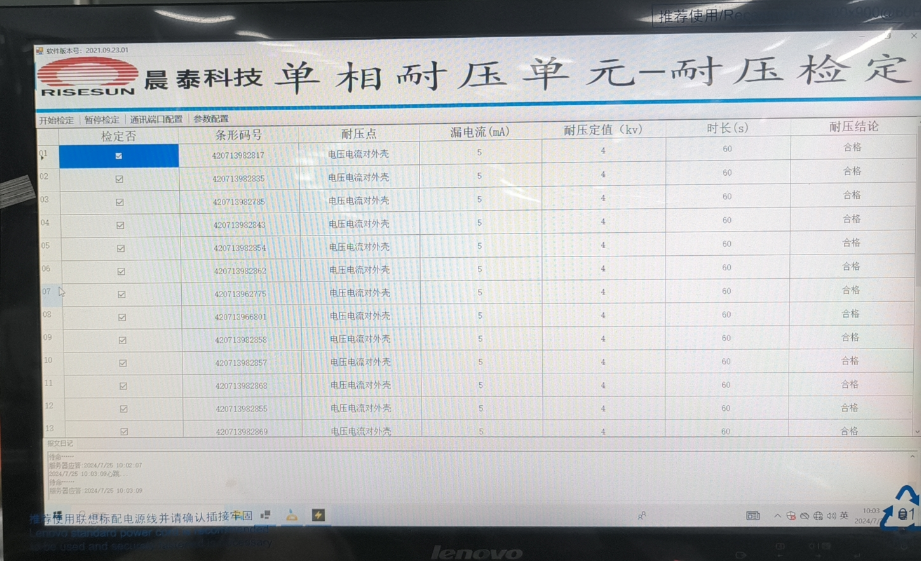 推荐使用/Re
软件版本号: 2021.09.23.01
RISESUN 晨泰科技 单相耐压单元—耐压检定
开始检定 暂停检定 通讯端口配置 参数配置
检定否 条形码号 耐压点 漏电流(mA) 耐压定值 (kv) 时长(s) 耐压结论
01 420713982817 电压电流对外壳 5 4 60 合格
02 420713982835 电压电流对外壳 5 4 60 合格
03 420713982785 电压电流对外壳 5 4 60 合格
04 420713982843 电压电流对外壳 5 4 60 合格
05 420713982854 电压电流对外壳 5 4 60 合格
06 420713982862 电压电流对外壳 5 4 60 合格
07 420713962775 电压电流对外壳 5 4 60 合格
08 420713966801 电压电流对外壳 5 4 60 合格
09 420713982858 电压电流对外壳 5 4 60 合格
10 420713982857 电压电流对外壳 5 4 60 合格
11 420713982868 电压电流对外壳 5 4 60 合格
12 420713982855 电压电流对外壳 5 4 60 合格
13 420713982869 电压电流对外壳 5 4 60 合格
报文日记
服务器应答:2024/7/25 10:02:07
2024/7/25 10:03:09心跳
服务器应答:2024/7/25 10:03:09
英 10:03
推荐使用联想标配电源线并请确认插接牢固
2024/7/
Lenovo standard power
be used and
lenovo